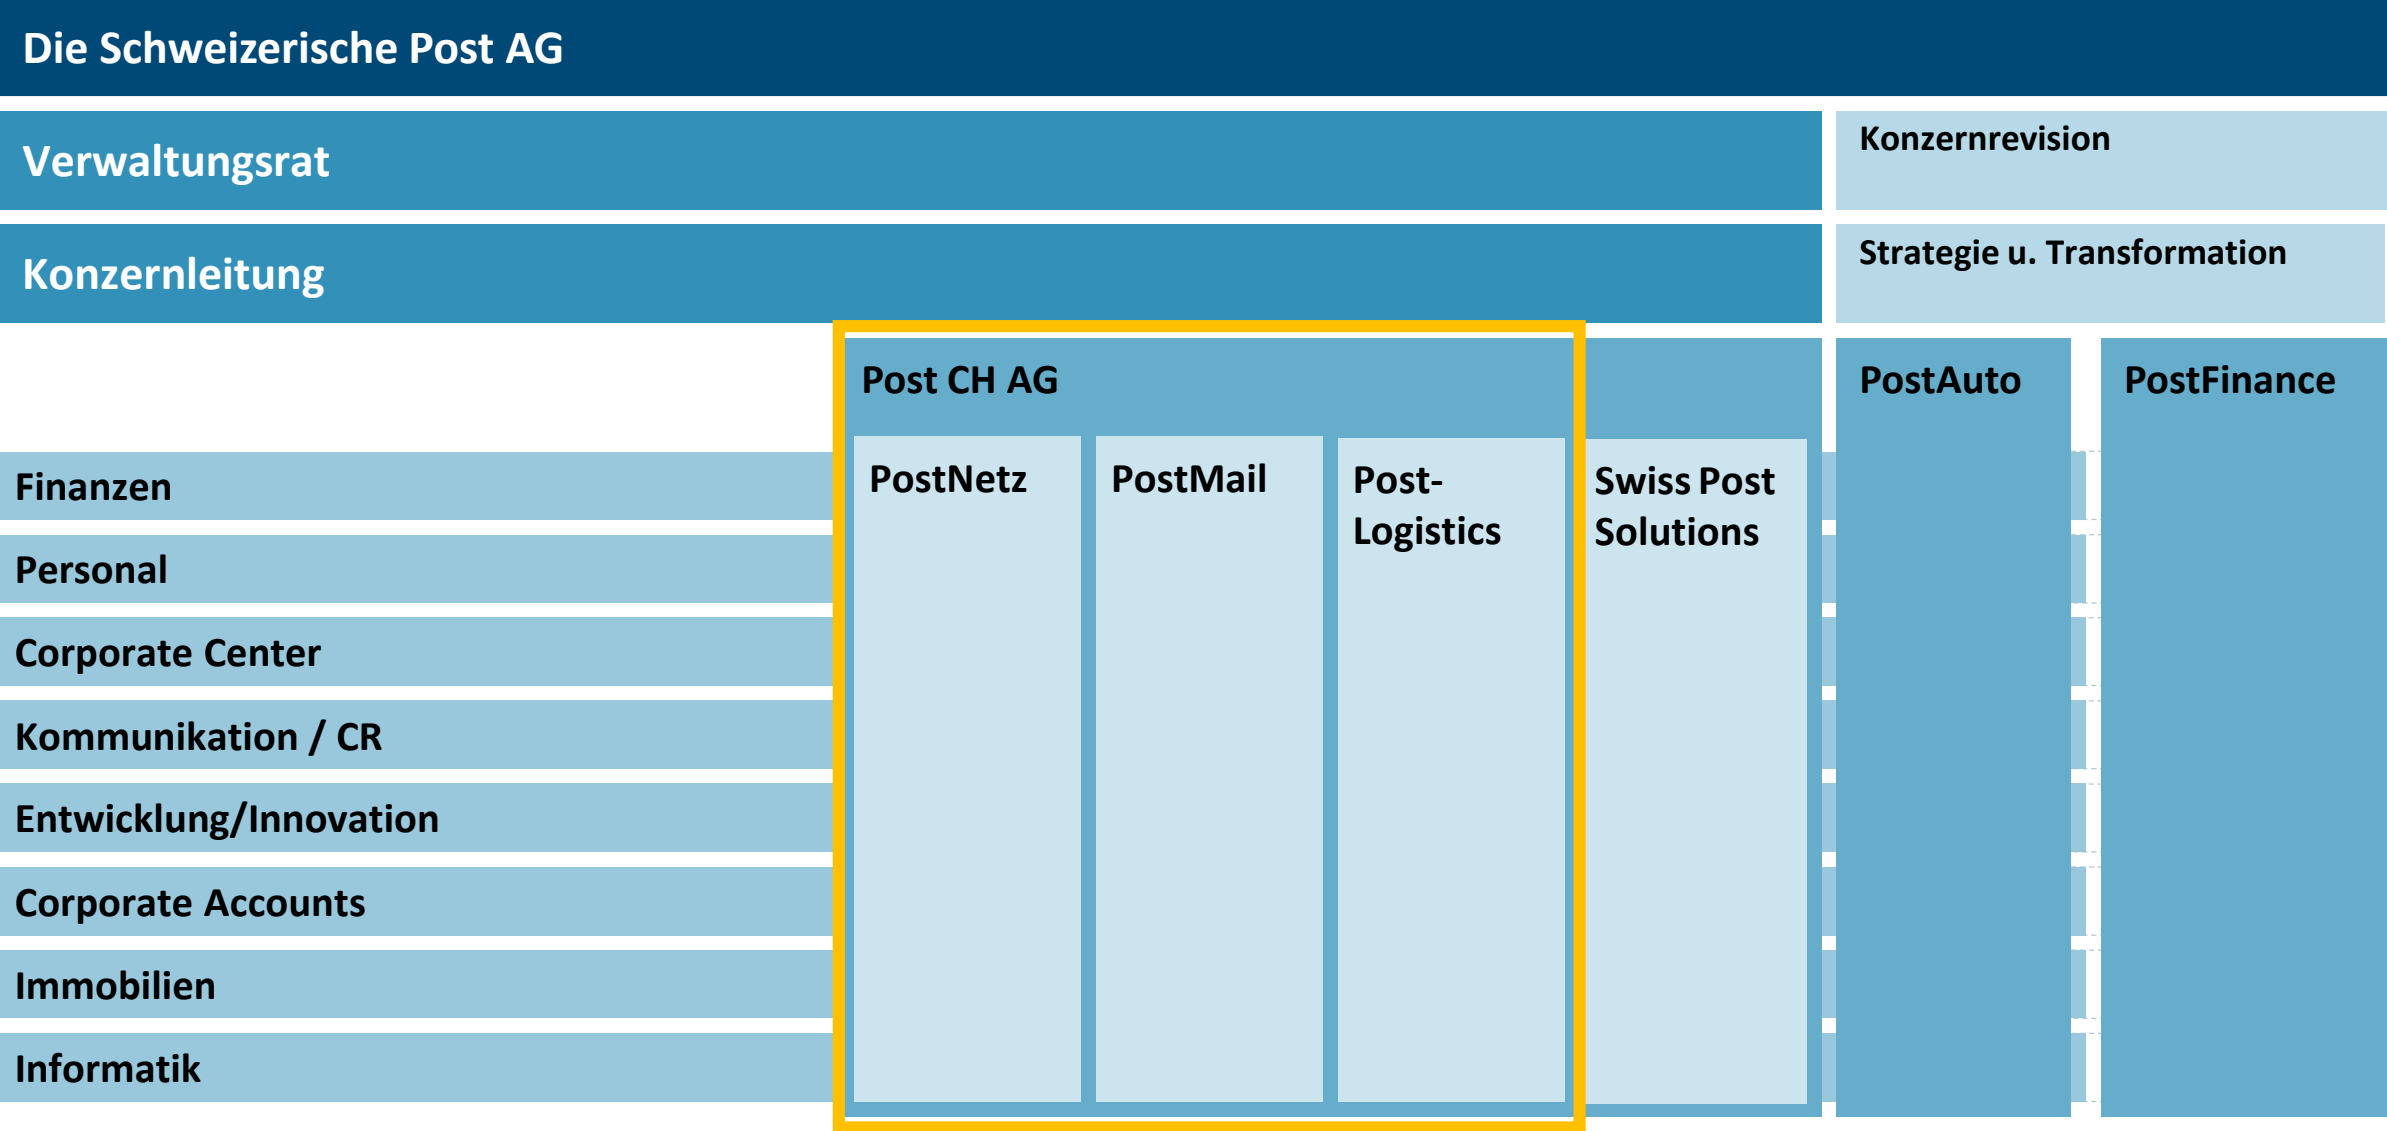 Die Schweizerische Post AG
Verwaltungsrat
Konzernrevision
Konzernleitung
Strategie u. Transformation
Post CH AG
PostAuto
PostFinance
PostNetz
PostMail
Post-
Logistics
Swiss Post
Solutions
Finanzen
Personal
Corporate Center
Kommunikation / CR
Entwicklung/Innovation
Corporate Accounts
Immobilien
Informatik